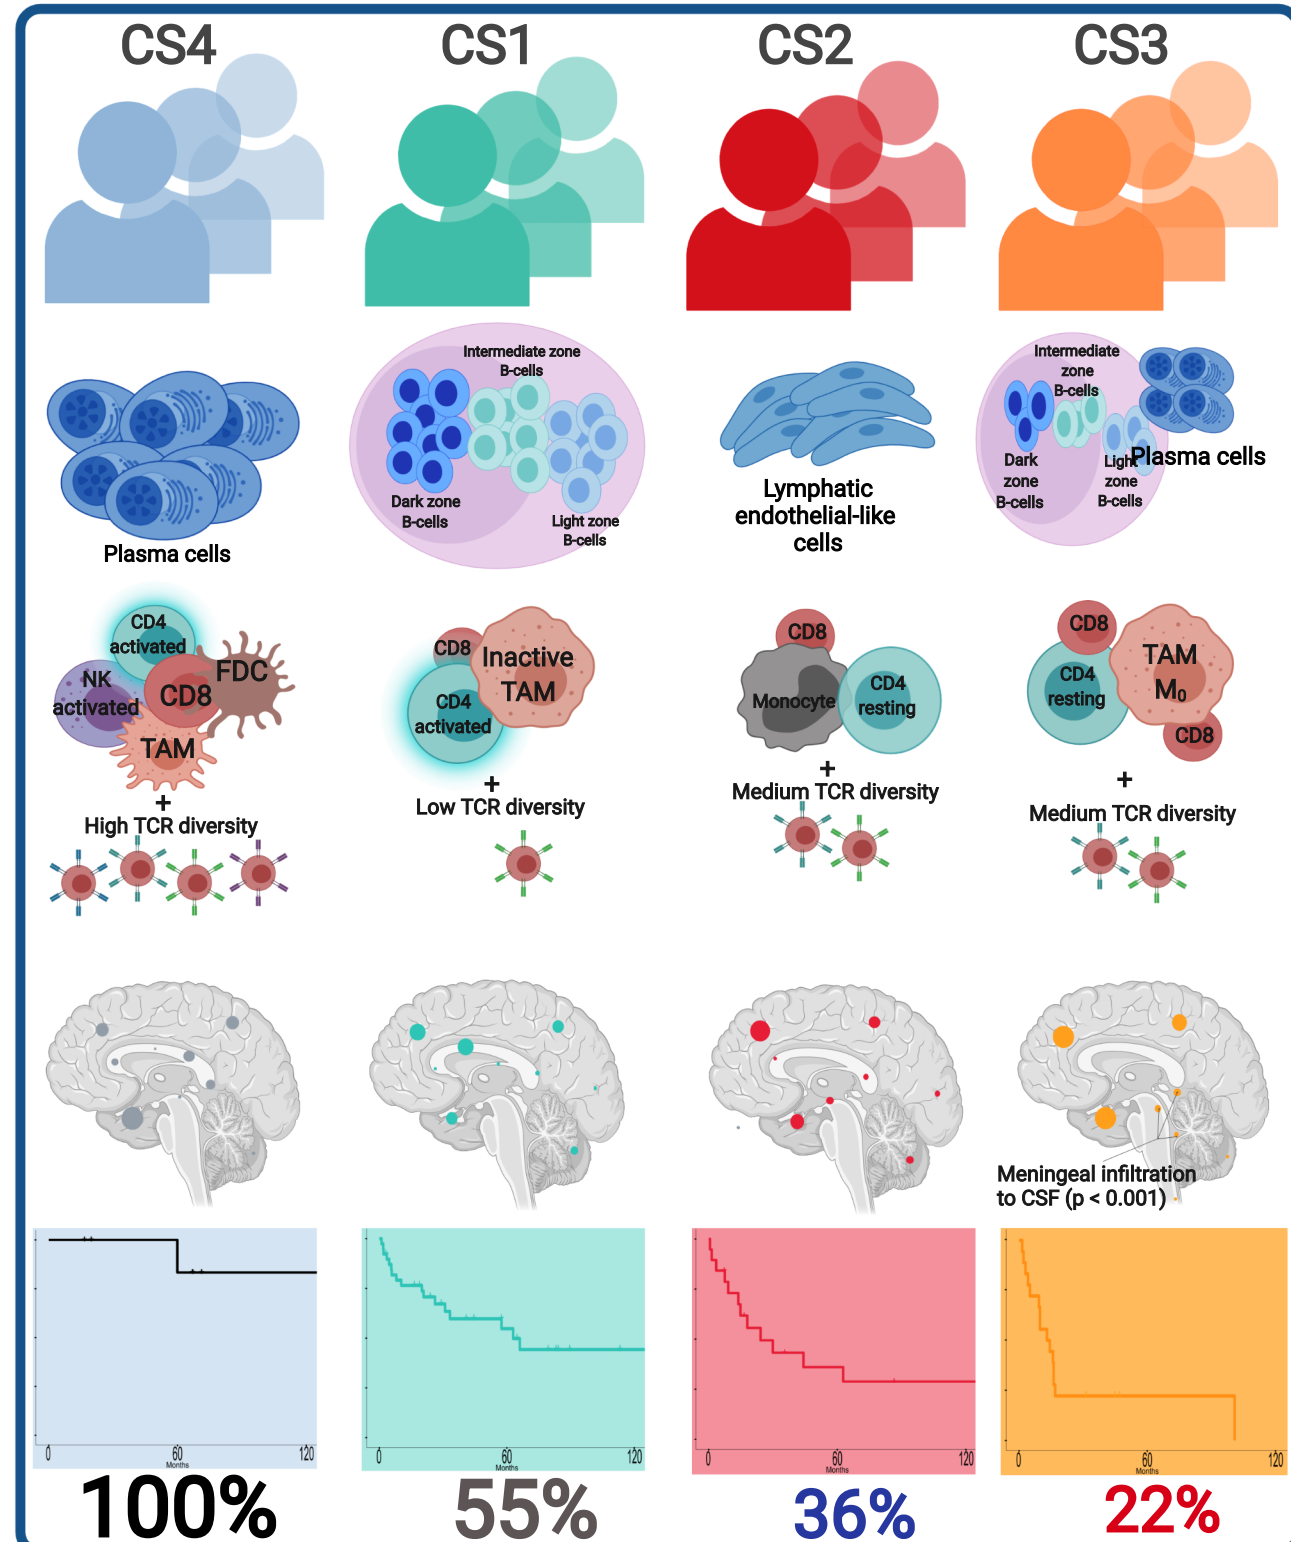 CS4
CS1
CS2
CS3
Plasma cells
Intermediate zone
B-cells
Dark zone
B-cells
Light zone
B-cells
Lymphatic
endothelial-like
cells
Intermediate
zone
B-cells
Dark
zone
B-cells
Light
zone
B-cells
Plasma cells
CD4
activated
NK
activated
CD8
FDC
TAM
+
High TCR diversity
CD8
Inactive
TAM
CD4
activated
+
Low TCR diversity
CD8
Monocyte
CD4
resting
+
Medium TCR diversity
CD8
CD4
resting
TAM
M₀
CD8
+
Medium TCR diversity
Meningeal infiltration
to CSF (p < 0.001)
0 60 120
Months
0 60 120
Months
0 60 120
Months
0 60 120
Months
100%
55%
36%
22%